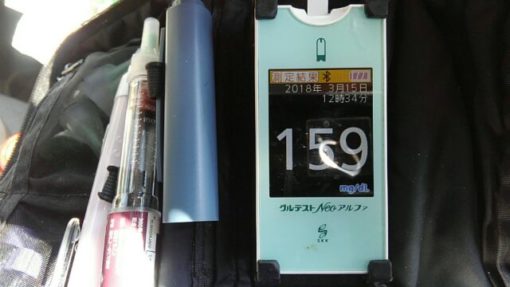 測定結果
2018年 3月15日
12時34分
159
mg/dL
グルテストNeoアルファ
SKK